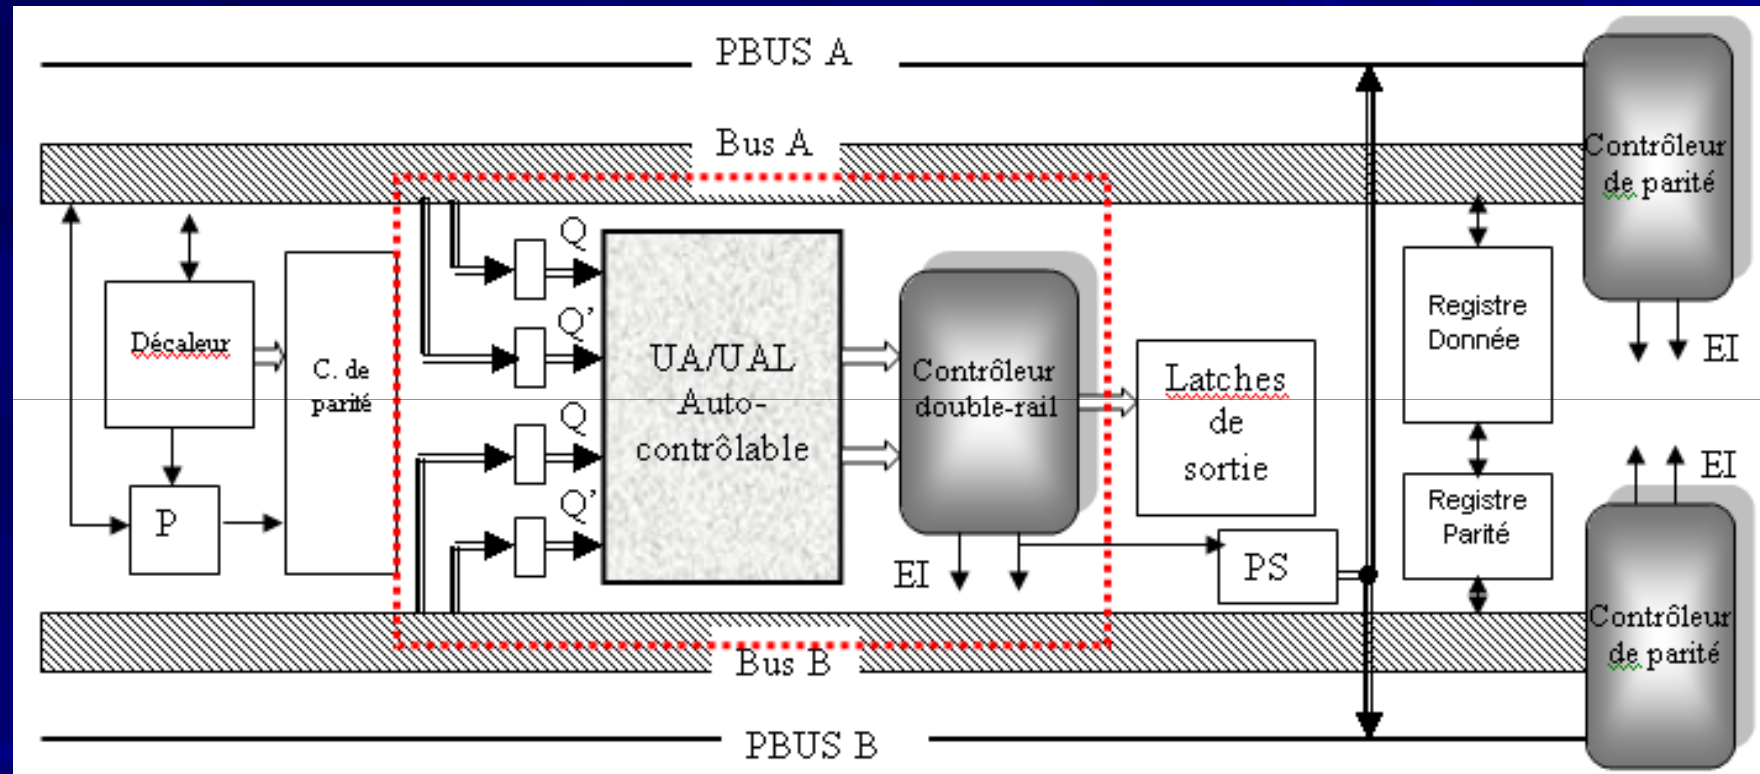 PBUS A
Bus A
Contrôleur
de parité
EI
Décaleur
C. de
parité
P
Q
Q'
Q
Q'
UA/UAL
Auto-
contrôlable
Contrôleur
double-rail
EI
Latches
de
sortie
PS
Registre
Donnée
Registre
Parité
EI
Contrôleur
de parité
Bus B
PBUS B